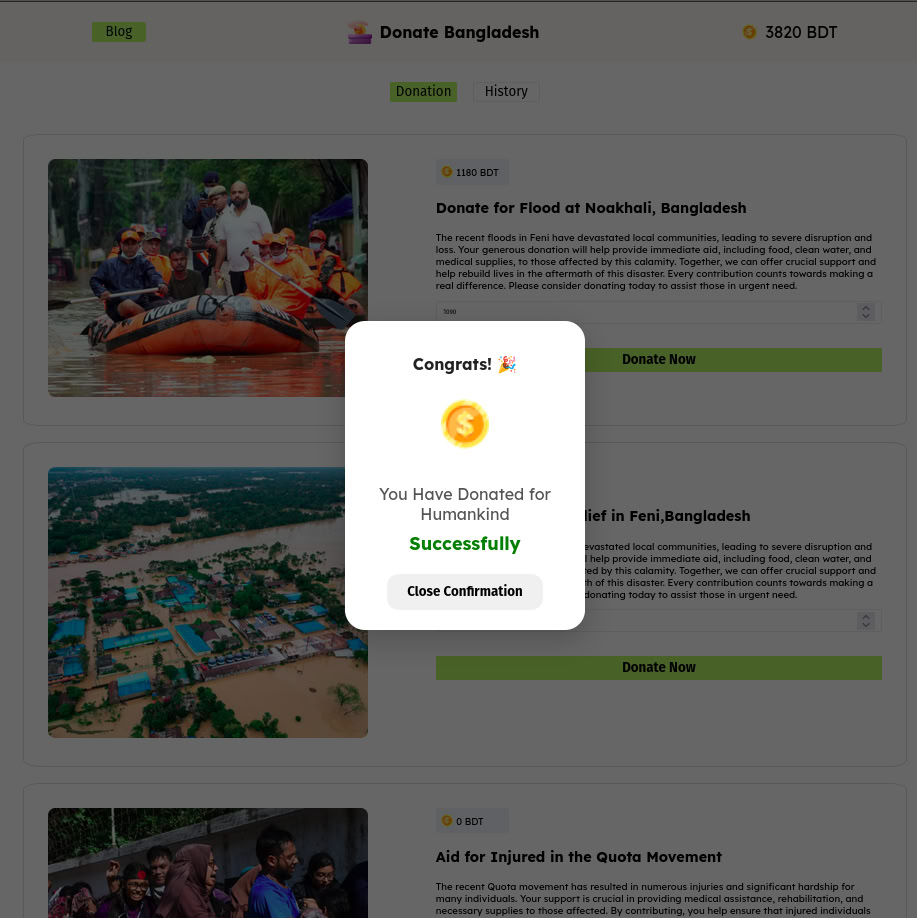 Blog
Donate Bangladesh
3820 BDT
Donation
History
1180 BDT
Donate for Flood at Noakhali, Bangladesh
The recent floods in Feni have devastated local communities, leading to severe disruption and
loss. Your generous donation will help provide immediate aid, including food, clean water, and
medical supplies, to those affected by this calamity. Together, we can offer crucial support and
help rebuild lives in the aftermath of this disaster. Every contribution counts towards making a
real difference. Please consider donating today to assist those in urgent need.
Donate Now
Congrats! 🎉
You Have Donated for
Humankind
Successfully
Close Confirmation
lief in Feni,Bangladesh
evastated local communities, leading to severe disruption and
help provide immediate aid, including food, clean water, and
ted by this calamity. Together, we can offer crucial support and
th of this disaster. Every contribution counts towards making a
donating today to assist those in urgent need.
Donate Now
0 BDT
Aid for Injured in the Quota Movement
The recent Quota movement has resulted in numerous injuries and significant hardship for
many individuals. Your support is crucial in providing medical assistance, rehabilitation, and
necessary supplies to those affected. By contributing, you help ensure that injured individuals